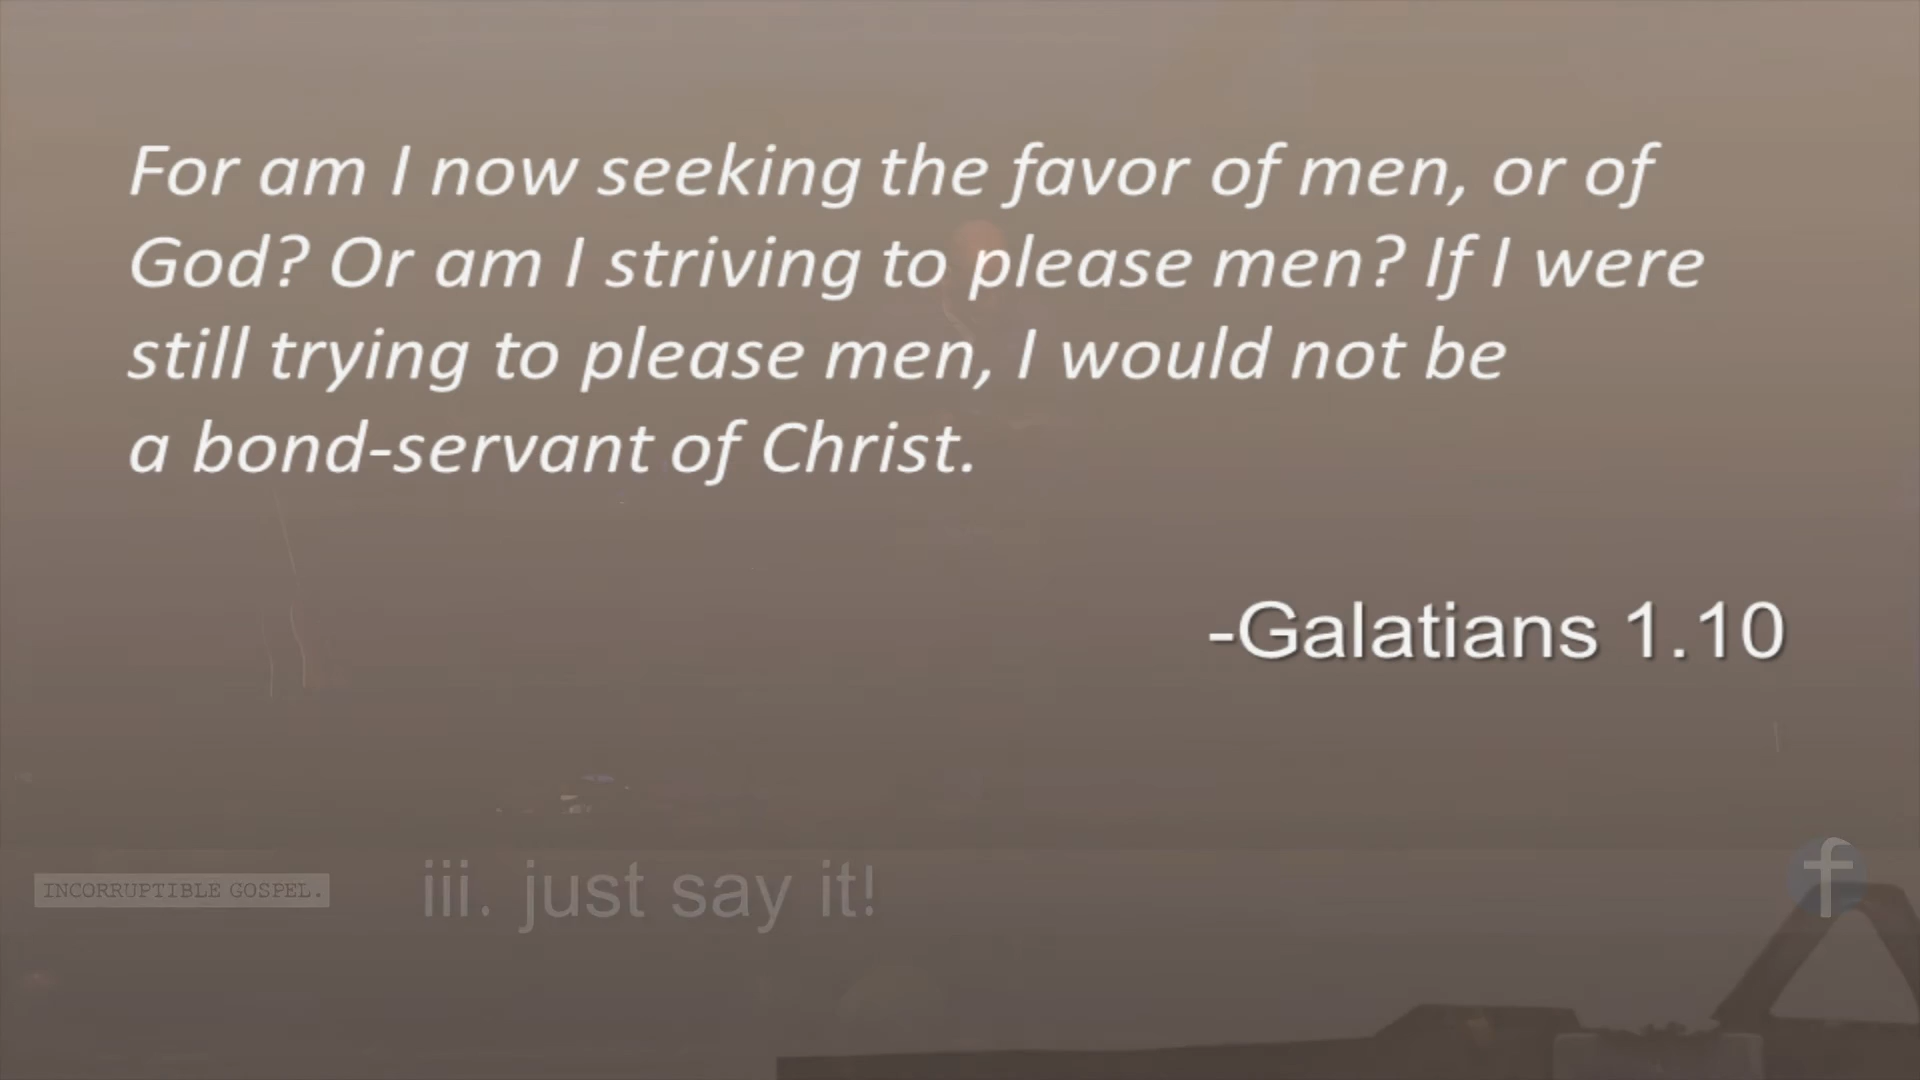 For am I now seeking the favor of men, or of
God? Or am I striving to please men? If I were
still trying to please men, I would not be
a bond-servant of Christ.
-Galatians 1.10
INCORRUPTIBLE GOSPEL.
iii. just say it!
f